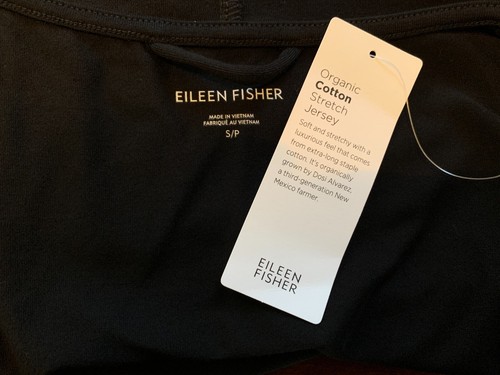 EILEEN FISHER
MADE IN VIETNAM
FABRIQUÉ AU VIETNAM
S/P
Organic
Cotton
Stretch
Jersey
Soft and stretchy with a
luxurious feel that comes
from extra-long staple
cotton. It's organically
grown by Dosi Alvarez,
a third-generation New
Mexico farmer.
EILEEN
FISHER